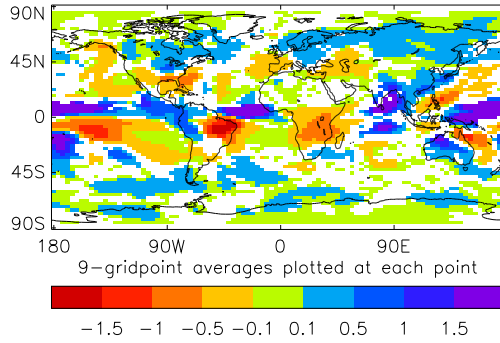 90N
45N
0
45S
90S
180 90W 0 90E
9-gridpoint averages plotted at each point
-1.5 -1 -0.5 -0.1 0.1 0.5 1 1.5